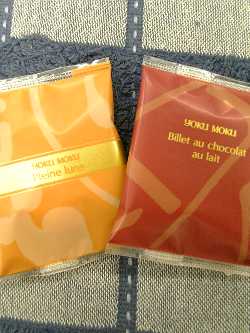 YOKU MOKU
Pleine lune
YOKU MOKU
Billet au chocolat
au lait